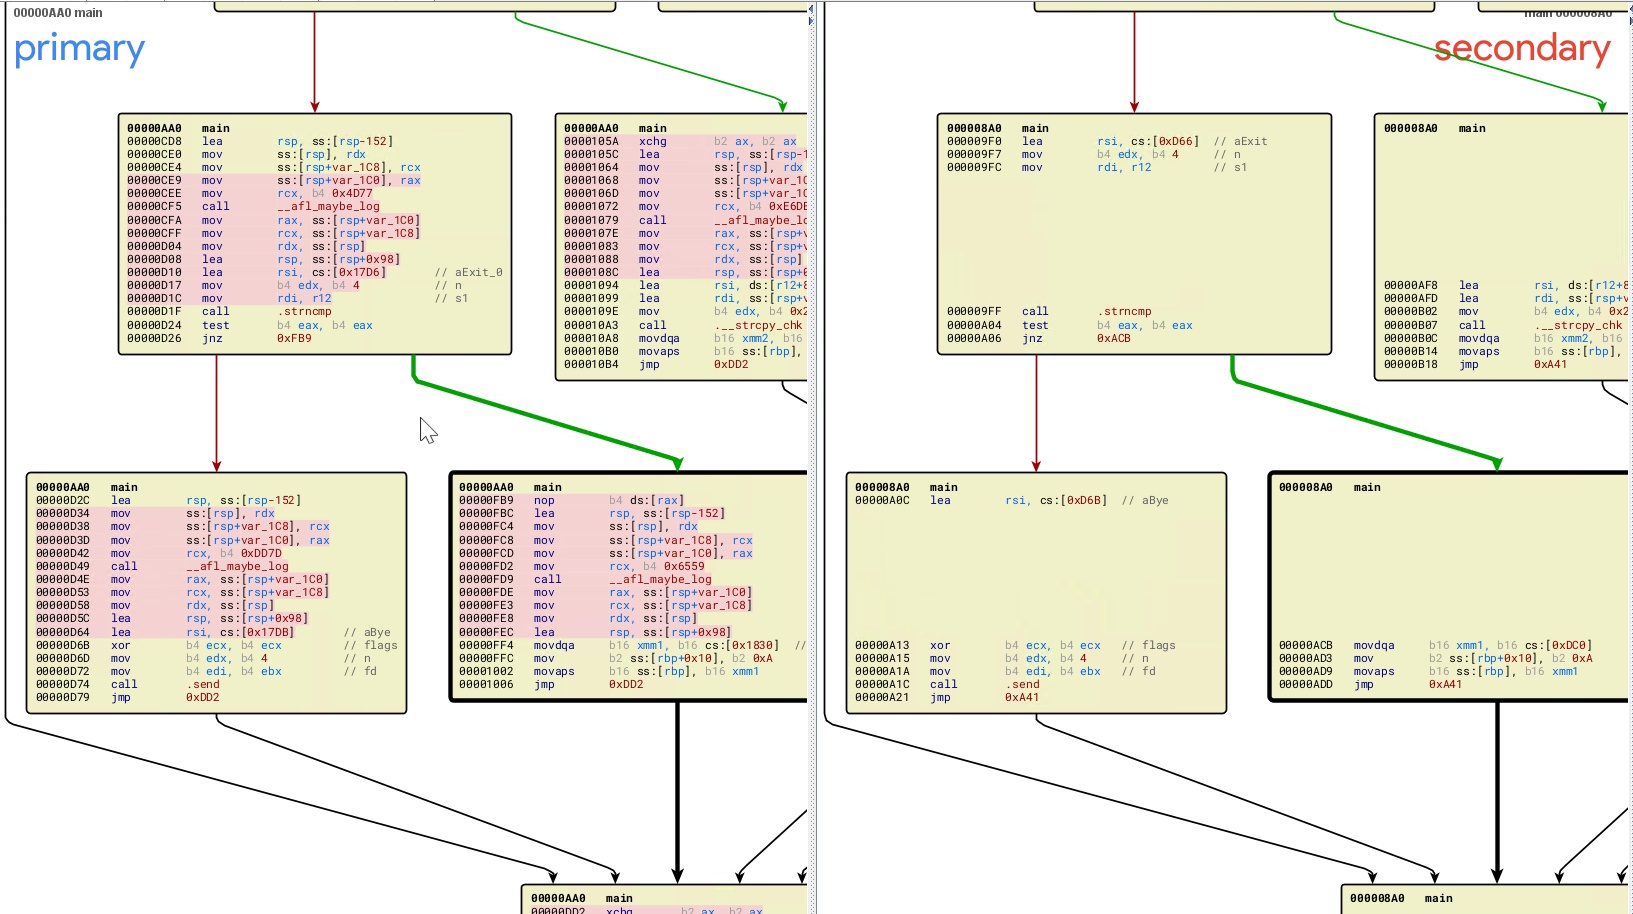 00000AA0 main
primary
main 000008A0
secondary
00000AA0 main
00000CD8 lea rsp, ss:[rsp-152]
00000CE0 mov ss:[rsp], rdx
00000CE4 mov ss:[rsp+var_1C8], rcx
00000CE9 mov ss:[rsp+var_1C0], rax
00000CEE mov rcx, b4 0x4D77
00000CF5 call __afl_maybe_log
00000CFA mov rax, ss:[rsp+var_1C0]
00000CFF mov rcx, ss:[rsp+var_1C8]
00000D04 mov rdx, ss:[rsp]
00000D08 lea rsp, ss:[rsp+0x98]
00000D10 lea rsi, cs:[0x17D6] // aExit_0
00000D17 mov b4 edx, b4 4 // n
00000D1C mov rdi, r12 // s1
00000D1F call .strncmp
00000D24 test b4 eax, b4 eax
00000D26 jnz 0xFB9
00000AA0 main
0000105A xchg b2 ax, b2 ax
0000105C lea rsp, ss:[rsp-1
00001064 mov ss:[rsp], rdx
00001068 mov ss:[rsp+var_1C
0000106D mov ss:[rsp+var_1C
00001072 mov rcx, b4 0xE6DE
00001079 call __afl_maybe_lo
0000107E mov rax, ss:[rsp+v
00001083 mov rcx, ss:[rsp+v
00001088 mov rdx, ss:[rsp]
0000108C lea rsp, ss:[rsp+0
00001094 lea rsi, ds:[r12+8
00001099 lea rdi, ss:[rsp+v
0000109E mov b4 edx, b4 0x2
000010A3 call .__strcpy_chk
000010A8 movdqa b16 xmm2, b16
000010B0 movaps b16 ss:[rbp],
000010B4 jmp 0xDD2
000008A0 main
000009F0 lea rsi, cs:[0xD66] // aExit
000009F7 mov b4 edx, b4 4 // n
000009FC mov rdi, r12 // s1
000009FF call .strncmp
00000A04 test b4 eax, b4 eax
00000A06 jnz 0xACB
000008A0 main
00000AF8 lea rsi, ds:[r12+8
00000AFD lea rdi, ss:[rsp+v
00000B02 mov b4 edx, b4 0x2
00000B07 call .__strcpy_chk
00000B0C movdqa b16 xmm2, b16
00000B14 movaps b16 ss:[rbp],
00000B18 jmp 0xA41
00000AA0 main
00000D2C lea rsp, ss:[rsp-152]
00000D34 mov ss:[rsp], rdx
00000D38 mov ss:[rsp+var_1C8], rcx
00000D3D mov ss:[rsp+var_1C0], rax
00000D42 mov rcx, b4 0xDD7D
00000D49 call __afl_maybe_log
00000D4E mov rax, ss:[rsp+var_1C0]
00000D53 mov rcx, ss:[rsp+var_1C8]
00000D58 mov rdx, ss:[rsp]
00000D5C lea rsp, ss:[rsp+0x98]
00000D64 lea rsi, cs:[0x17DB] // aBye
00000D6B xor b4 ecx, b4 ecx // flags
00000D6D mov b4 edx, b4 4 // n
00000D72 mov b4 edi, b4 ebx // fd
00000D74 call .send
00000D79 jmp 0xDD2
00000AA0 main
00000FB9 nop b4 ds:[rax]
00000FBC lea rsp, ss:[rsp-152]
00000FC4 mov ss:[rsp], rdx
00000FC8 mov ss:[rsp+var_1C8], rcx
00000FCD mov ss:[rsp+var_1C0], rax
00000FD2 mov rcx, b4 0x6559
00000FD9 call __afl_maybe_log
00000FDE mov rax, ss:[rsp+var_1C0]
00000FE3 mov rcx, ss:[rsp+var_1C8]
00000FE8 mov rdx, ss:[rsp]
00000FEC lea rsp, ss:[rsp+0x98]
00000FF4 movdqa b16 xmm1, b16 cs:[0x1830] //
00000FFC mov b2 ss:[rbp+0x10], b2 0xA
00001002 movaps b16 ss:[rbp], b16 xmm1
00001006 jmp 0xDD2
000008A0 main
00000A0C lea rsi, cs:[0xD6B] // aBye
00000A13 xor b4 ecx, b4 ecx // flags
00000A15 mov b4 edx, b4 4 // n
00000A1A mov b4 edi, b4 ebx // fd
00000A1C call .send
00000A21 jmp 0xA41
000008A0 main
00000ACB movdqa b16 xmm1, b16 cs:[0xDC0]
00000AD3 mov b2 ss:[rbp+0x10], b2 0xA
00000AD9 movaps b16 ss:[rbp], b16 xmm1
00000ADD jmp 0xA41
00000AA0 main
00000DD2 xchg b2 ax, b2 ax
000008A0 main